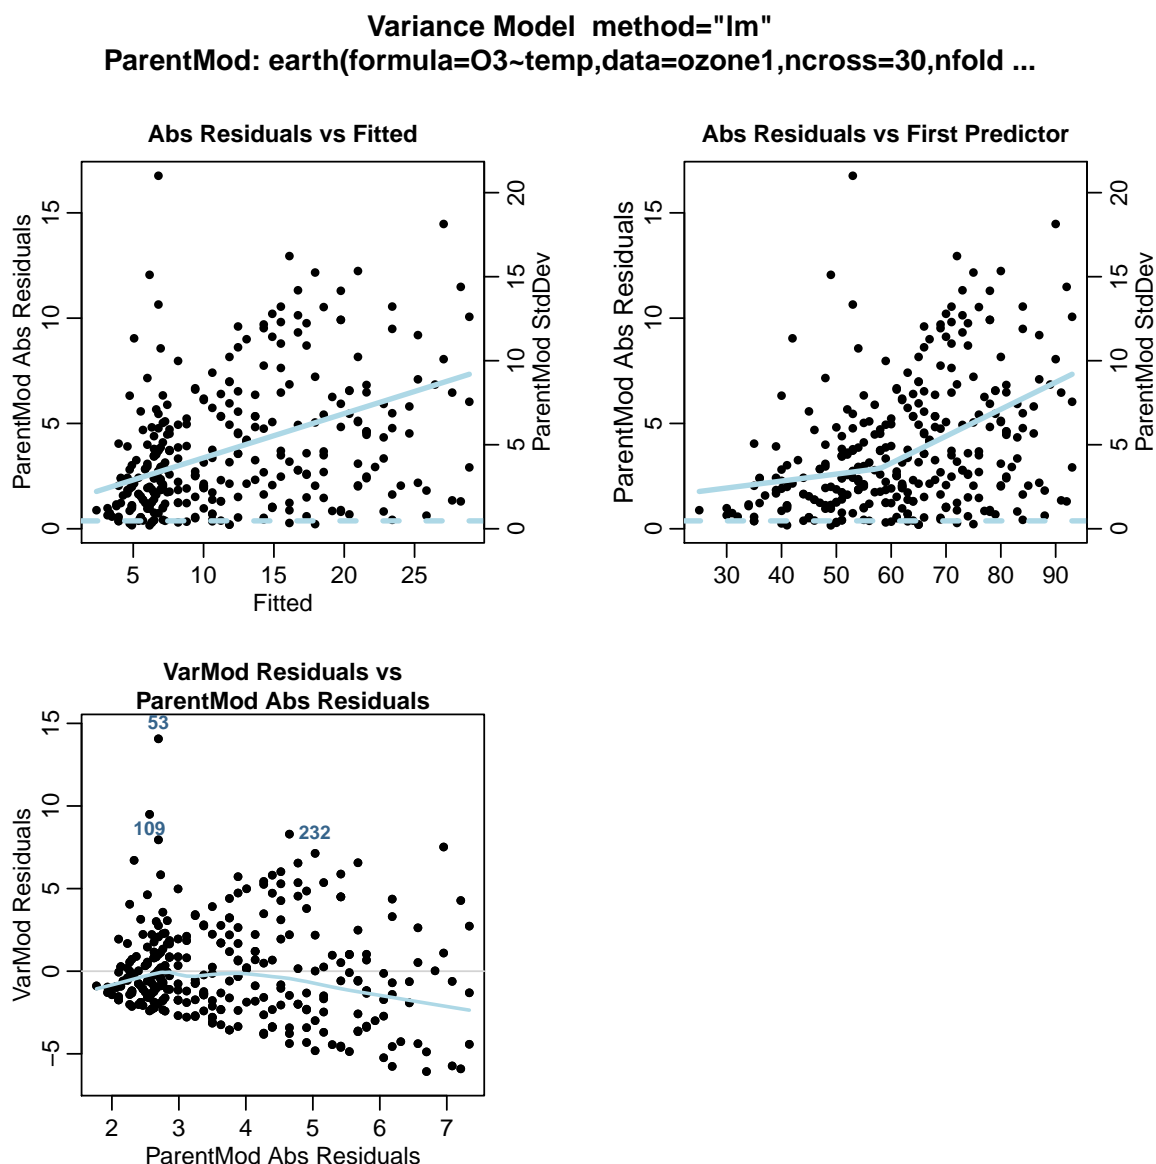 Variance Model  method="lm"
ParentMod: earth(formula=O3~temp,data=ozone1,ncross=30,nfold ...
Abs Residuals vs Fitted
ParentMod Abs Residuals
0 5 10 15
ParentMod StdDev
0 5 10 15 20
5 10 15 20 25
Fitted
Abs Residuals vs First Predictor
ParentMod Abs Residuals
0 5 10 15
ParentMod StdDev
0 5 10 15 20
30 40 50 60 70 80 90
VarMod Residuals vs
ParentMod Abs Residuals
VarMod Residuals
−5 0 5 10 15
53
109
232
2 3 4 5 6 7
ParentMod Abs Residuals